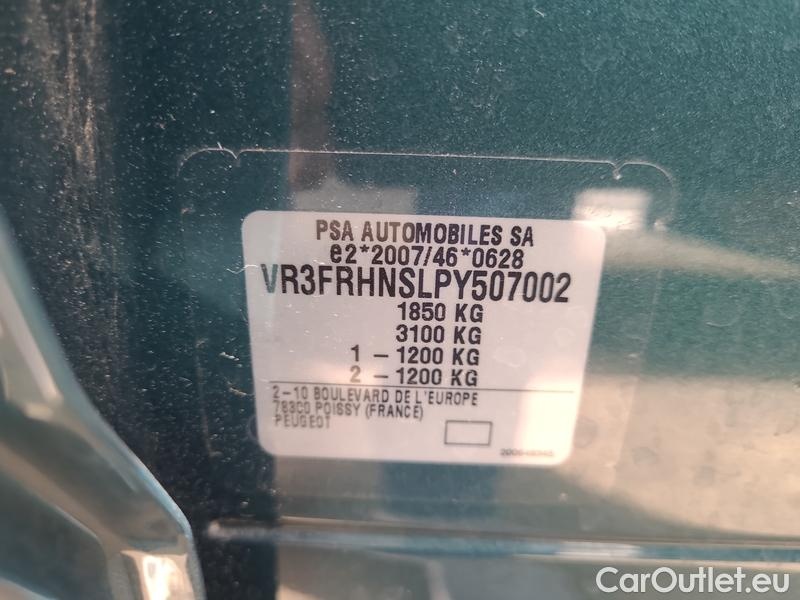 PSA AUTOMOBILES SA
e2*2007/46*0628
VR3FRHNSLPY507002
1850 KG
3100 KG
1 – 1200 KG
2 – 1200 KG
2–10 BOULEVARD DE L'EUROPE
78300 POISSY (FRANCE)
PEUGEOT
CarOutlet.eu